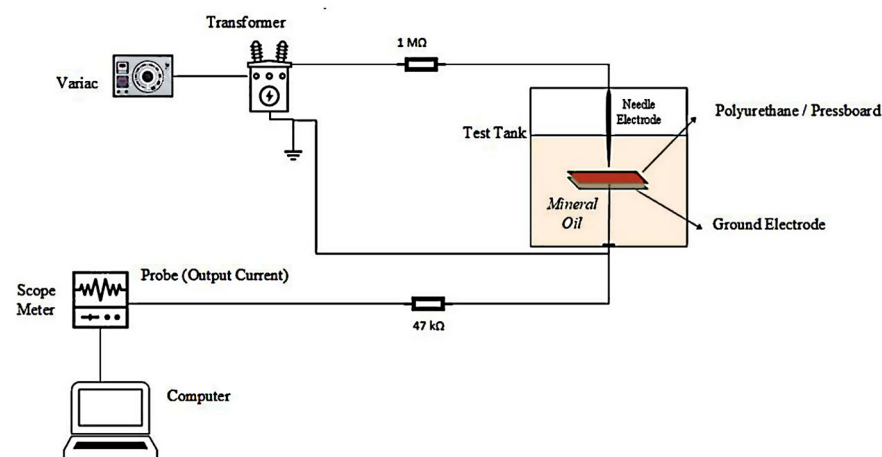 Transformer
1 MΩ
Variac
Needle
Electrode
Polyurethane / Pressboard
Test Tank
Mineral
Oil
Ground Electrode
Probe (Output Current)
Scope
Meter
47 kΩ
Computer